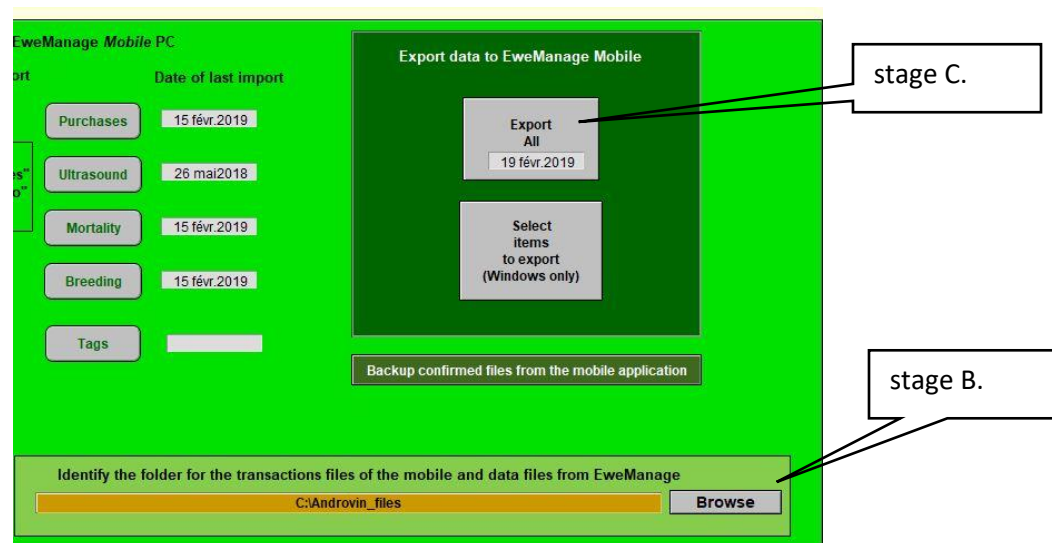 EweManage Mobile PC
ort
Date of last import
Purchases
15 févr.2019
es"
o"
Ultrasound
26 mai2018
Mortality
15 févr.2019
Breeding
15 févr.2019
Tags
Export data to EweManage Mobile
Export
All
19 févr.2019
Select
items
to export
(Windows only)
Backup confirmed files from the mobile application
stage C.
stage B.
Identify the folder for the transactions files of the mobile and data files from EweManage
C:\Androvin_files
Browse